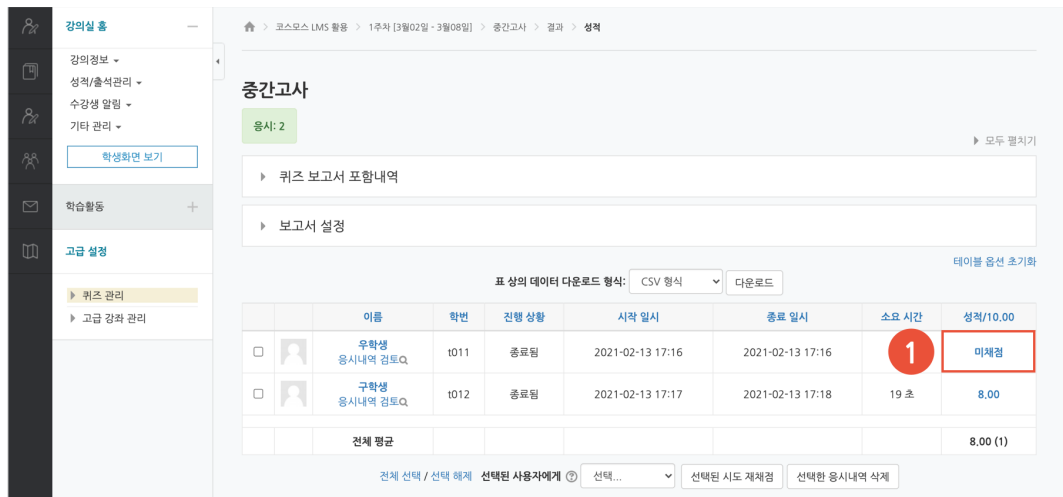 강의실 홈
강의정보
성적/출석관리
수강생 알림
기타 관리
학생화면 보기
학습활동
고급 설정
퀴즈 관리
고급 강좌 관리
코스모스 LMS 활용 > 1주차 [3월02일 - 3월08일] > 중간고사 > 결과 > 성적
중간고사
응시: 2
모두 펼치기
퀴즈 보고서 포함내역
보고서 설정
테이블 옵션 초기화
표 상의 데이터 다운로드 형식: CSV 형식 다운로드
이름 학번 진행 상황 시작 일시 종료 일시 소요 시간 성적/10.00
우학생 t011 종료됨 2021-02-13 17:16 2021-02-13 17:16 1 미채점
응시내역 검토
구학생 t012 종료됨 2021-02-13 17:17 2021-02-13 17:18 19 초 8.00
응시내역 검토
전체 평균 8.00 (1)
전체 선택 / 선택 해제 선택된 사용자에게 선택... 선택된 시도 재채점 선택한 응시내역 삭제